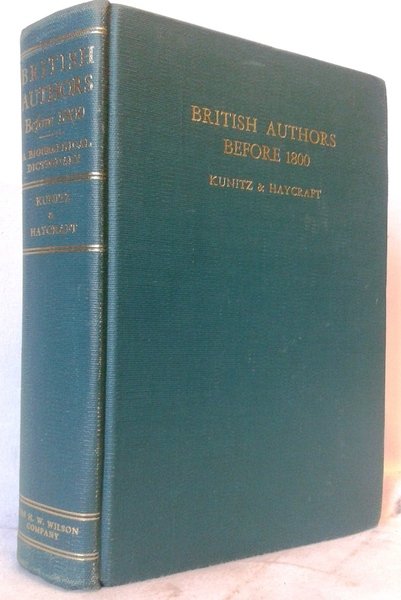 BRITISH
AUTHORS
Before 1800
A BIOGRAPHICAL
DICTIONARY
KUNITZ
&
HAYCRAFT
THE H. W. WILSON
COMPANY
BRITISH AUTHORS
BEFORE 1800
KUNITZ & HAYCRAFT